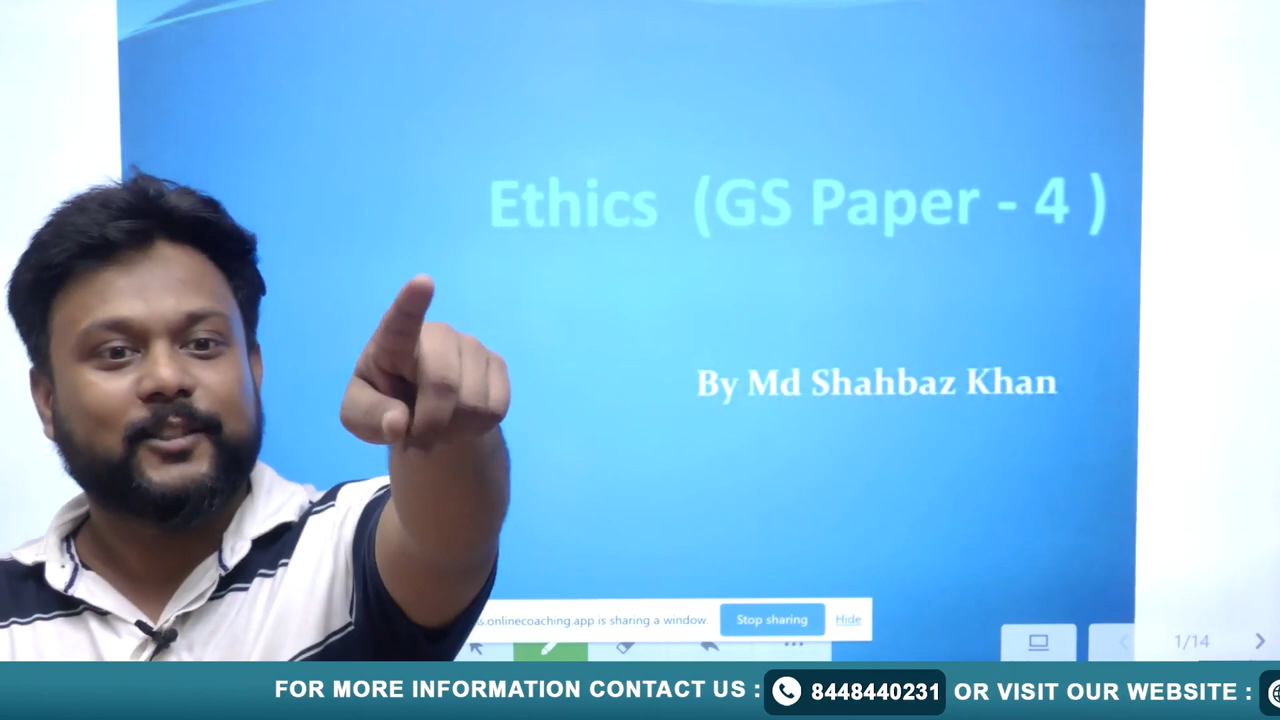 Ethics (GS Paper - 4 )
By Md Shahbaz Khan
.onlinecoaching.app is sharing a window. Stop sharing Hide
1/14
FOR MORE INFORMATION CONTACT US : 8448440231 OR VISIT OUR WEBSITE :